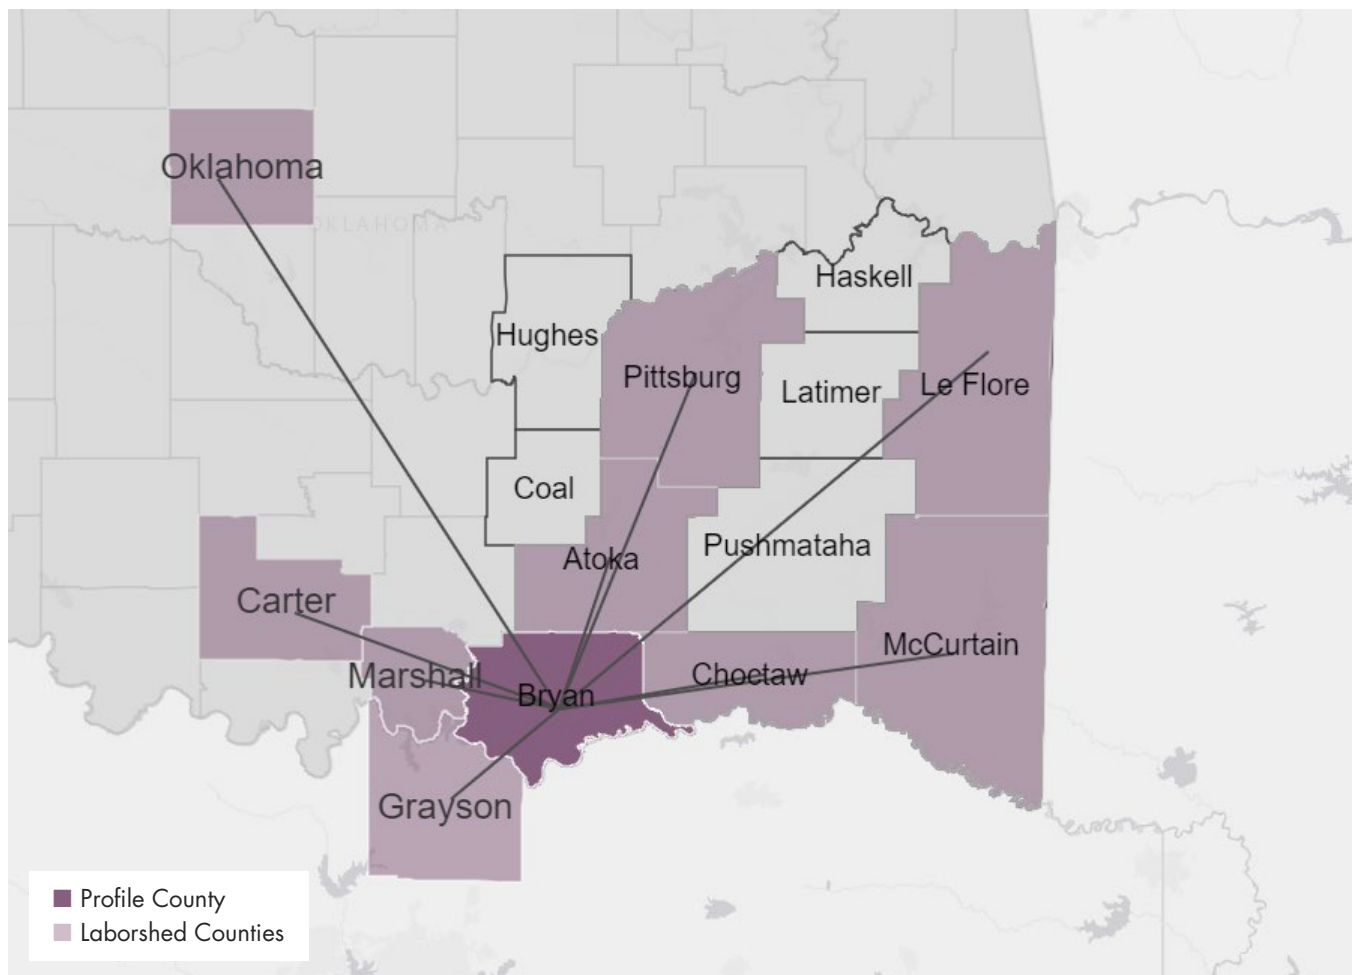 Oklahoma
OKLAHOMA
Haskell
Hughes
Pittsburg
Latimer
Le Flore
Coal
Atoka
Pushmataha
Carter
McCurtain
Marshall
Choctaw
Bryan
Grayson
Profile County
Laborshed Counties